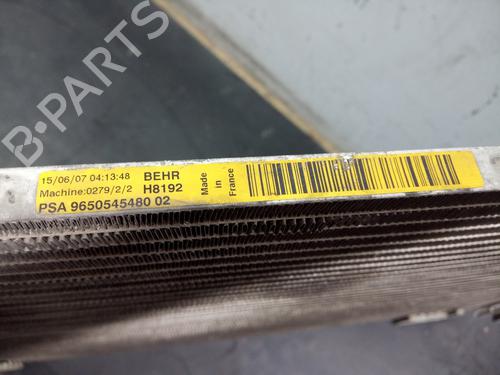 B-PARTS
15/06/07 04:13:48 BEHR
Machine:0279/2/2 H8192
Made in France
PSA 9650545480 02